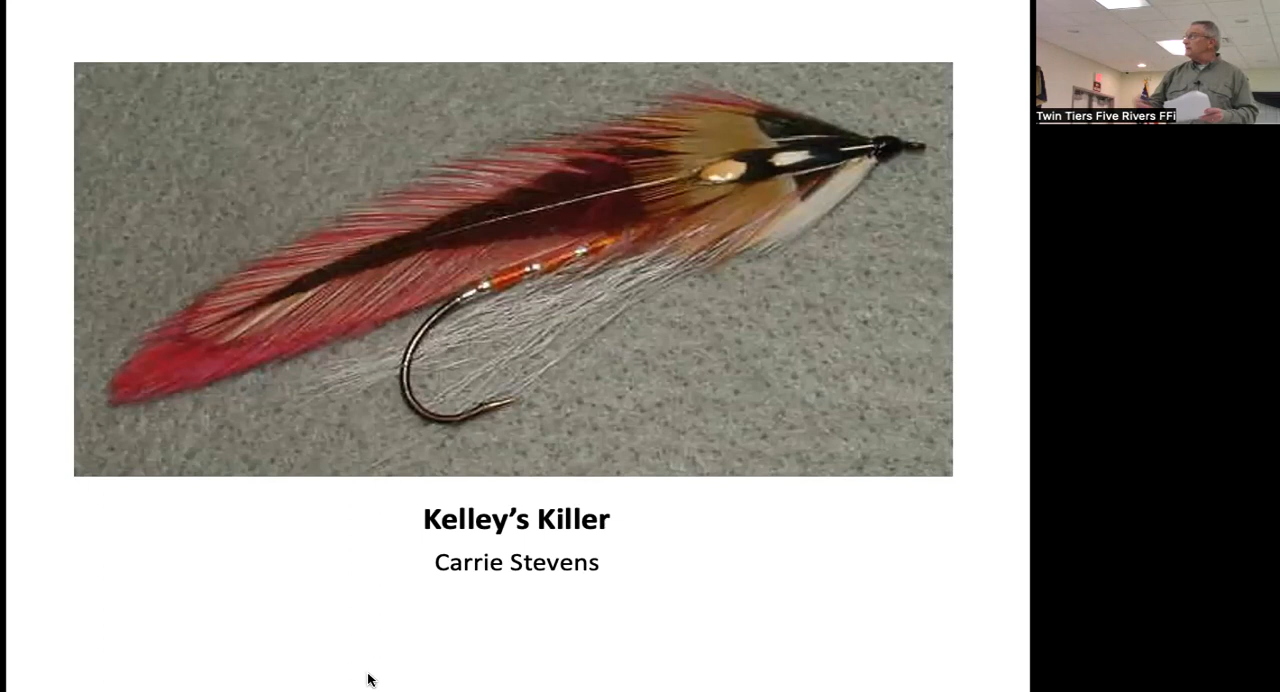 Kelley’s Killer
Carrie Stevens
Twin Tiers Five Rivers FFi